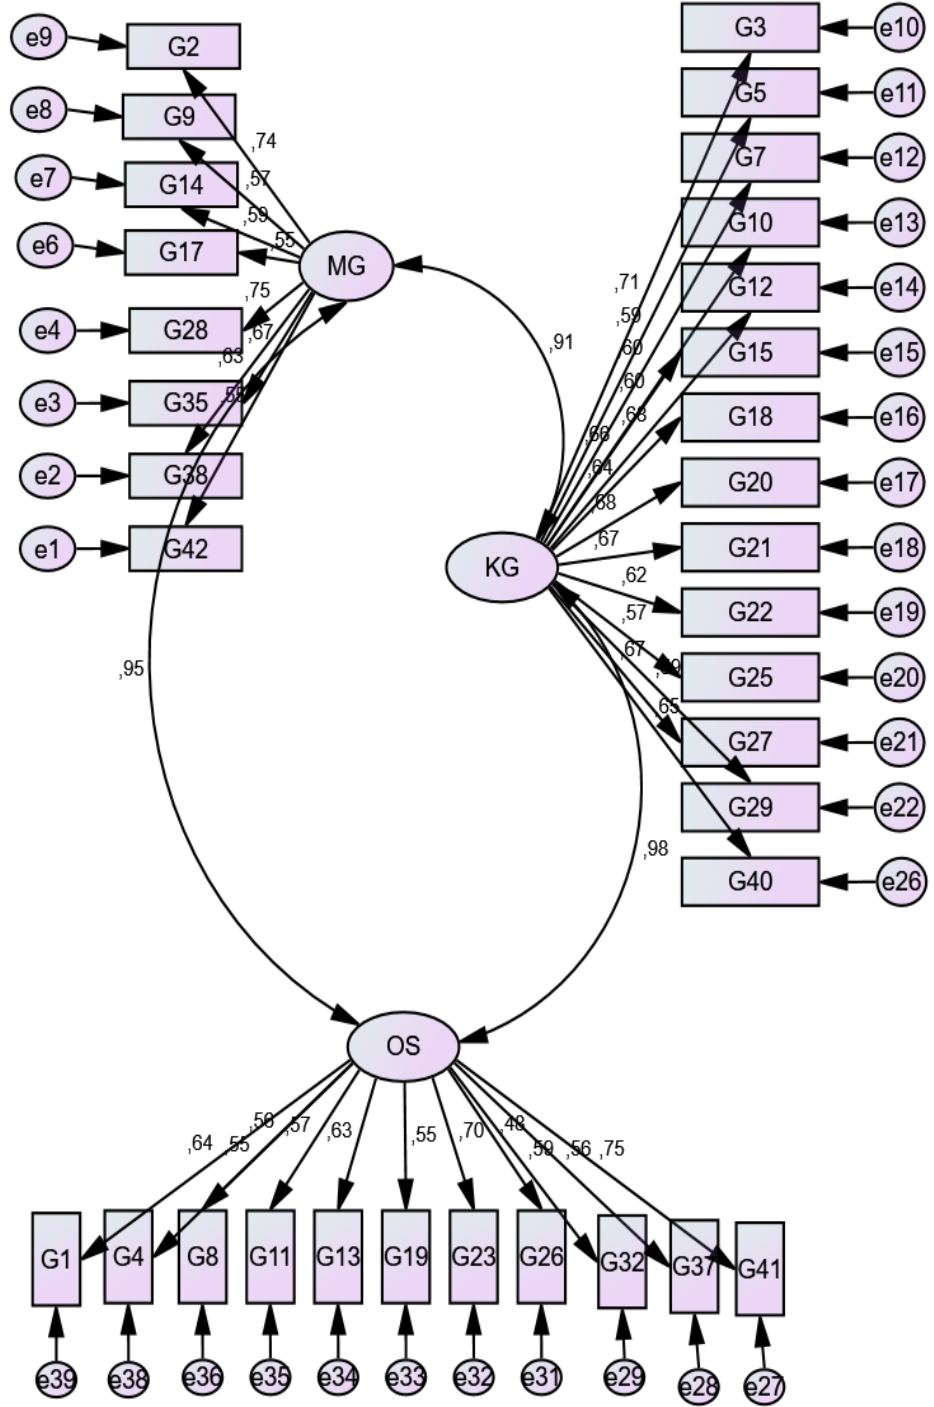 e9 G2
e8 G9
e7 G14
e6 G17
e4 G28
e3 G35
e2 G38
e1 G42
,74
,57
,59
,55
,75
,67
,63
,55
MG
,91
,95
G3 e10
G5 e11
G7 e12
G10 e13
G12 e14
G15 e15
G18 e16
G20 e17
G21 e18
G22 e19
G25 e20
G27 e21
G29 e22
G40 e26
,71
,59
,60
,60
,68
,66
,64
,68
,67
,62
,57
,67
,59
,65
KG
,98
OS
,64 ,55 ,56 ,57 ,63 ,55 ,70 ,48 ,59 ,56 ,75
G1 G4 G8 G11 G13 G19 G23 G26 G32 G37 G41
e39 e38 e36 e35 e34 e33 e32 e31 e29 e28 e27